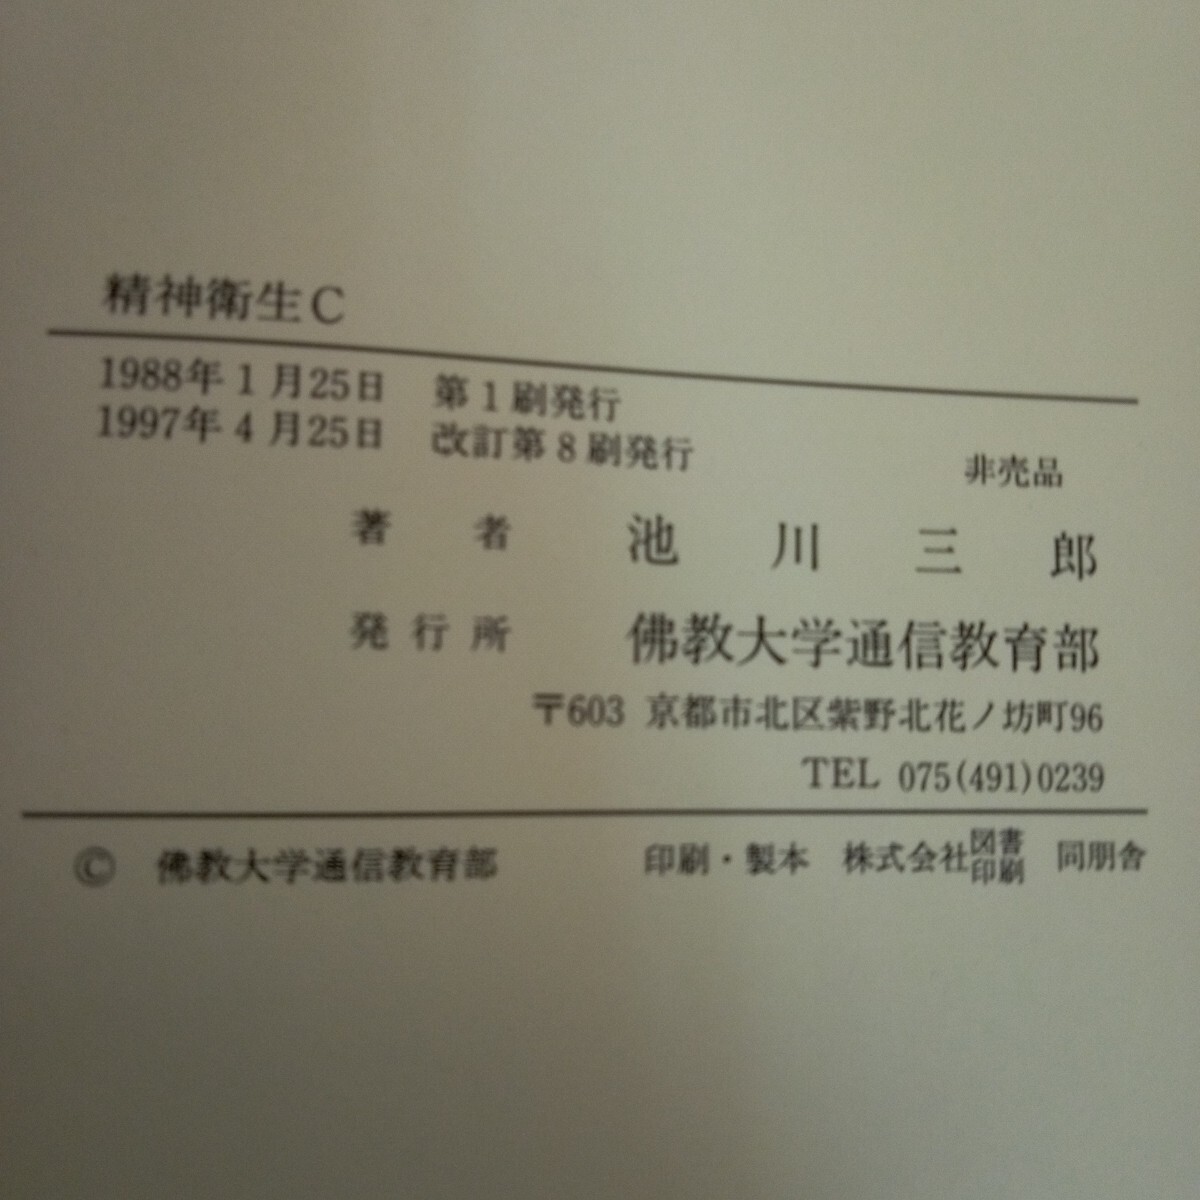 精神衛生C
1988年1月25日 第1刷発行
1997年4月25日 改訂第8刷発行
非売品
著者 池川三郎
発行所 佛教大学通信教育部
〒603 京都市北区紫野北花ノ坊町96
TEL 075(491)0239
© 佛教大学通信教育部 印刷・製本 株式会社図書印刷 同朋舎